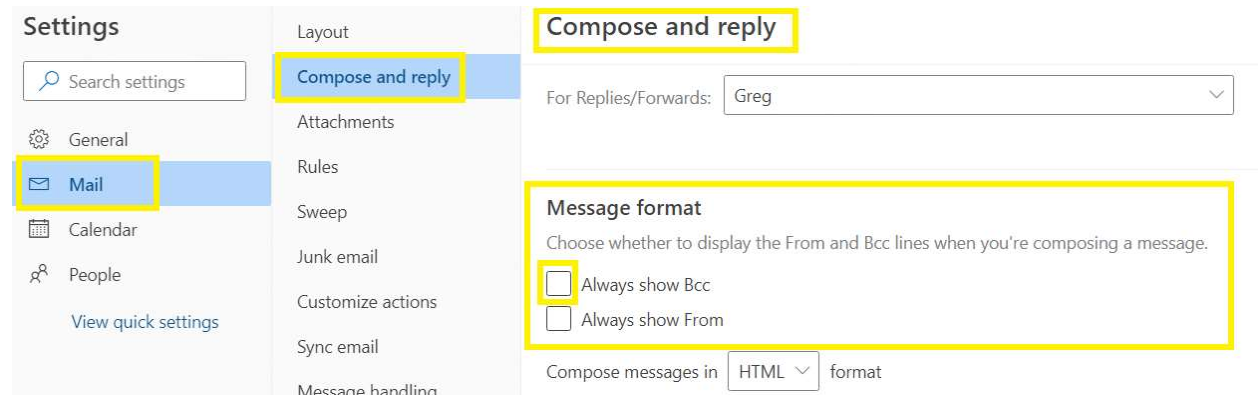 Settings
Search settings
General
Mail
Calendar
People
View quick settings
Layout
Compose and reply
Attachments
Rules
Sweep
Junk email
Customize actions
Sync email
Message handling
Compose and reply
For Replies/Forwards: Greg
Message format
Choose whether to display the From and Bcc lines when you're composing a message.
Always show Bcc
Always show From
Compose messages in HTML format